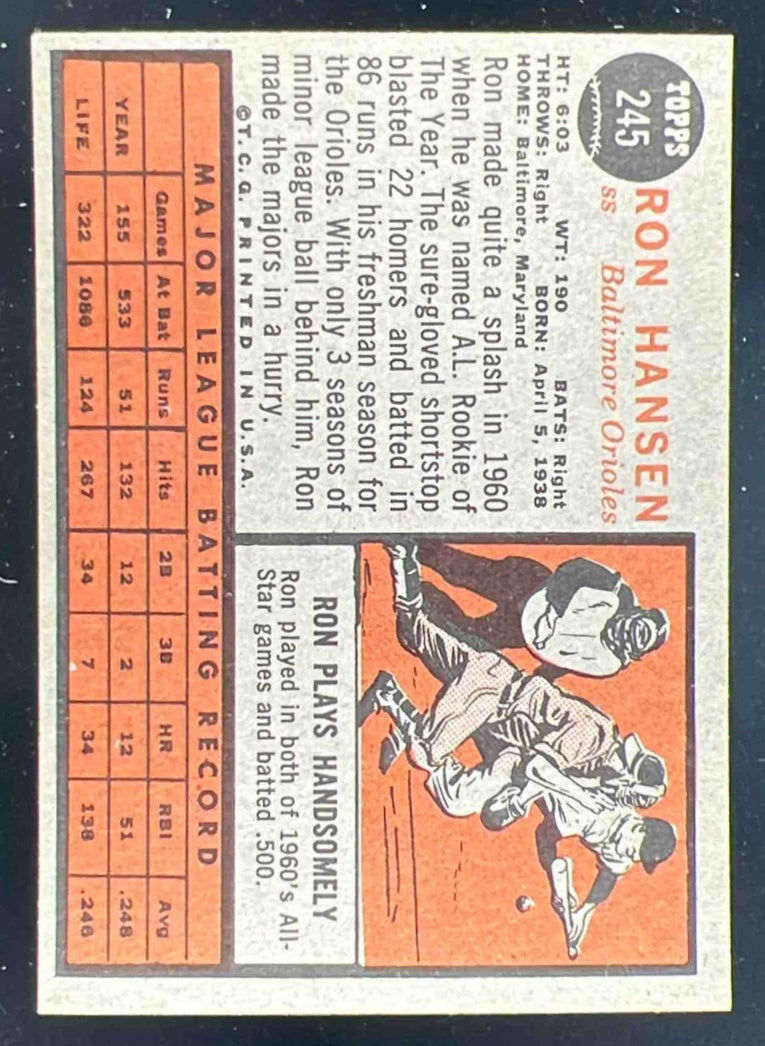 TOPPS
245
RON HANSEN
ss Baltimore Orioles
HT: 6:03 WT: 190 BATS: Right
THROWS: Right BORN: April 5, 1938
HOME: Baltimore, Maryland
Ron made quite a splash in 1960
when he was named A.L. Rookie of
The Year. The sure-gloved shortstop
blasted 22 homers and batted in
86 runs in his freshman season for
the Orioles. With only 3 seasons of
minor league ball behind him, Ron
made the majors in a hurry.
©T.C.G. PRINTED IN U.S.A.
RON PLAYS HANDSOMELY
Ron played in both of 1960's All-
Star games and batted .500.
MAJOR LEAGUE BATTING RECORD
Games At Bat Runs Hits 2B 3B HR RBI Avg
YEAR 155 533 51 132 12 2 12 51 .248
LIFE 322 1086 124 267 34 7 34 138 .246